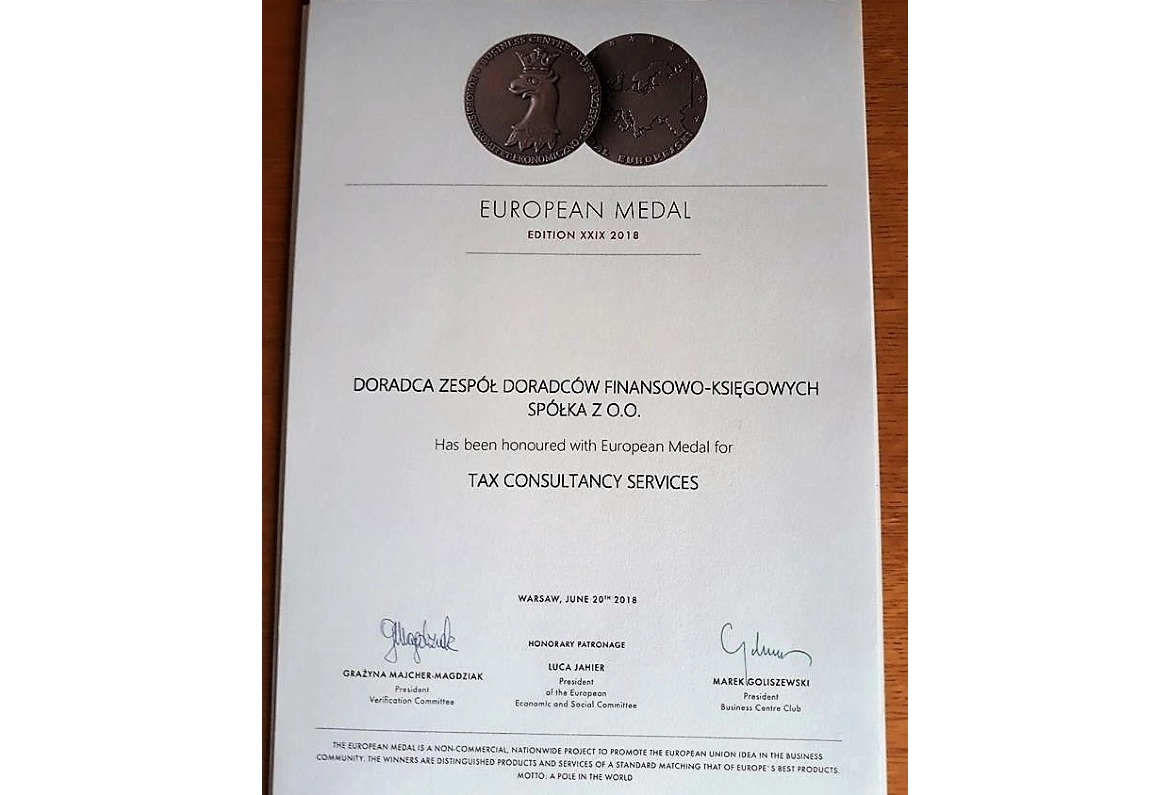 BUSINESS CENTRE CLUB
EUROPEAN MEDAL
EDITION XXIX 2018
DORADCA ZESPÓŁ DORADCÓW FINANSOWO-KSIĘGOWYCH
SPÓŁKA Z O.O.
Has been honoured with European Medal for
TAX CONSULTANCY SERVICES
WARSAW, JUNE 20TH 2018
HONORARY PATRONAGE
GRAŻYNA MAJCHER-MAGDZIAK
President
Verification Committee
LUCA JAHIER
President
of the European
Economic and Social Committee
MAREK GOLISZEWSKI
President
Business Centre Club
THE EUROPEAN MEDAL IS A NON-COMMERCIAL, NATIONWIDE PROJECT TO PROMOTE THE EUROPEAN UNION IDEA IN THE BUSINESS
COMMUNITY. THE WINNERS ARE DISTINGUISHED PRODUCTS AND SERVICES OF A STANDARD MATCHING THAT OF EUROPE'S BEST PRODUCTS.
MOTTO: A POLE IN THE WORLD